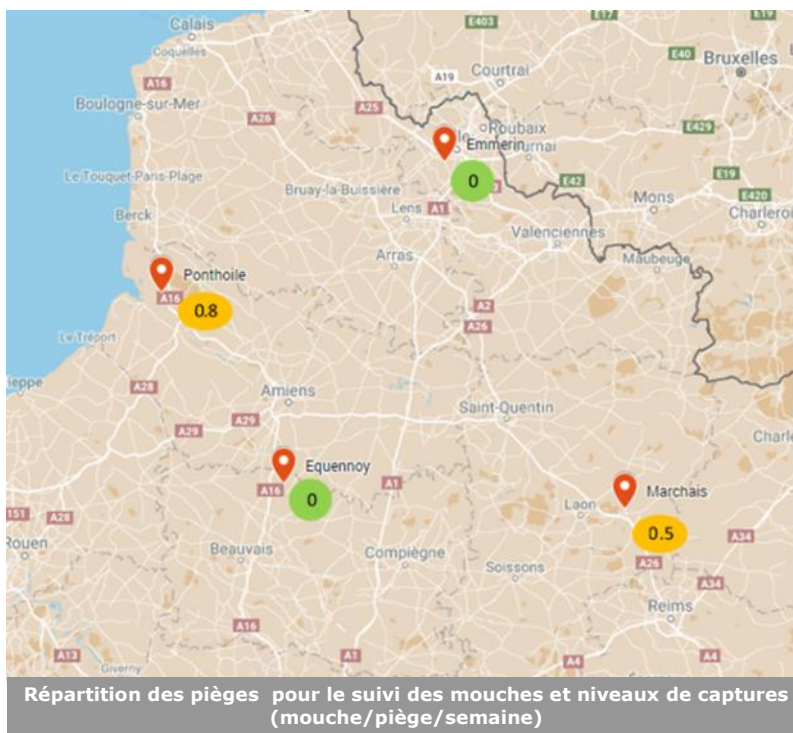 Calais
E403
E17
E19
Coquelles
E40
Bruxelles
A16
A19
Courtrai
Boulogne-sur-Mer
A25
A26
Roubaix
E429
Emmerin
Le Touquet-Paris-Plage
0
E42
E19
E420
Bruay-la-Buissière
Mons
Berck
Lens
A1
Charleroi
Valenciennes
Arras
Maubeuge
Ponthoile
A16
0.8
A2
A26
Le Tréport
A28
Amiens
Saint-Quentin
A29
A29
Equennoy
A16
0
A1
Marchais
Laon
0.5
A28
A34
Rouen
Beauvais
Compiègne
Soissons
A26
A34
Reims
A16
A13
A1
A4
A4
Giverny
Répartition des pièges pour le suivi des mouches et niveaux de captures
(mouche/piège/semaine)